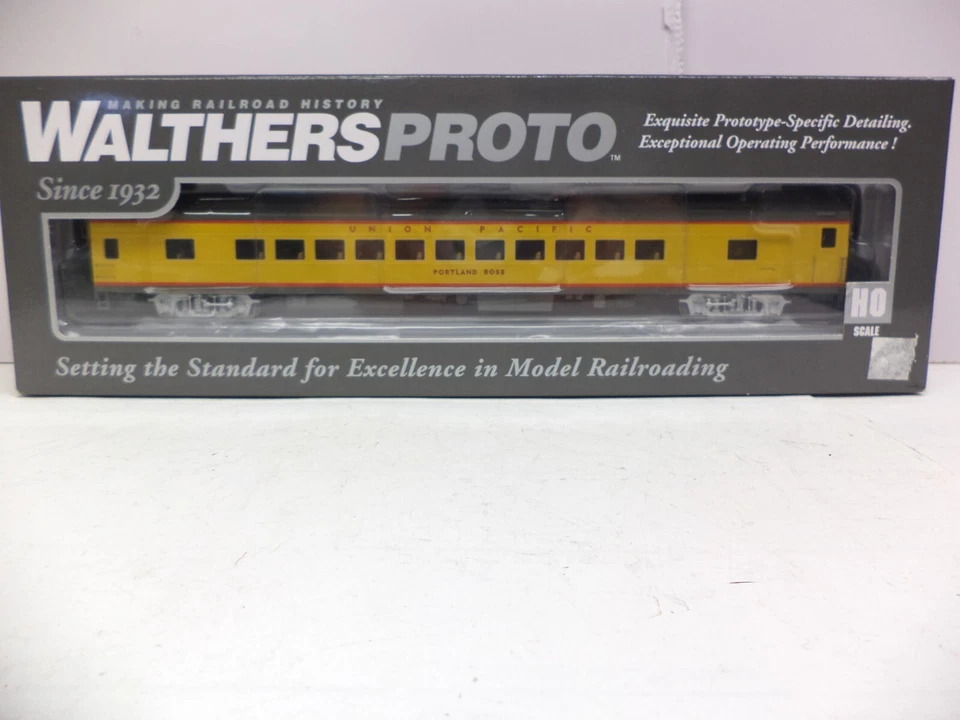 MAKING RAILROAD HISTORY
WALTHERSPROTO™
Exquisite Prototype-Specific Detailing.
Exceptional Operating Performance !
Since 1932
UNION PACIFIC
PORTLAND ROSE
HO
SCALE
Setting the Standard for Excellence in Model Railroading